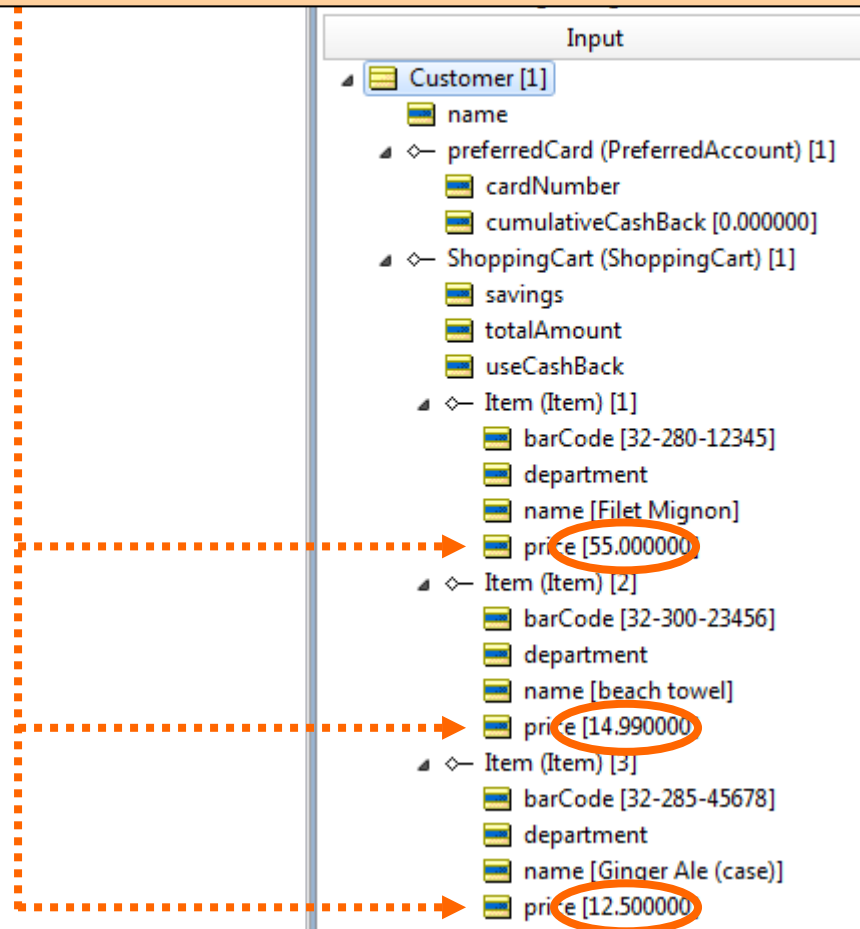 Input
Customer [1]
name
preferredCard (PreferredAccount) [1]
cardNumber
cumulativeCashBack [0.000000]
ShoppingCart (ShoppingCart) [1]
savings
totalAmount
useCashBack
Item (Item) [1]
barCode [32-280-12345]
department
name [Filet Mignon]
price [55.000000]
Item (Item) [2]
barCode [32-300-23456]
department
name [beach towel]
price [14.990000]
Item (Item) [3]
barCode [32-285-45678]
department
name [Ginger Ale (case)]
price [12.500000]